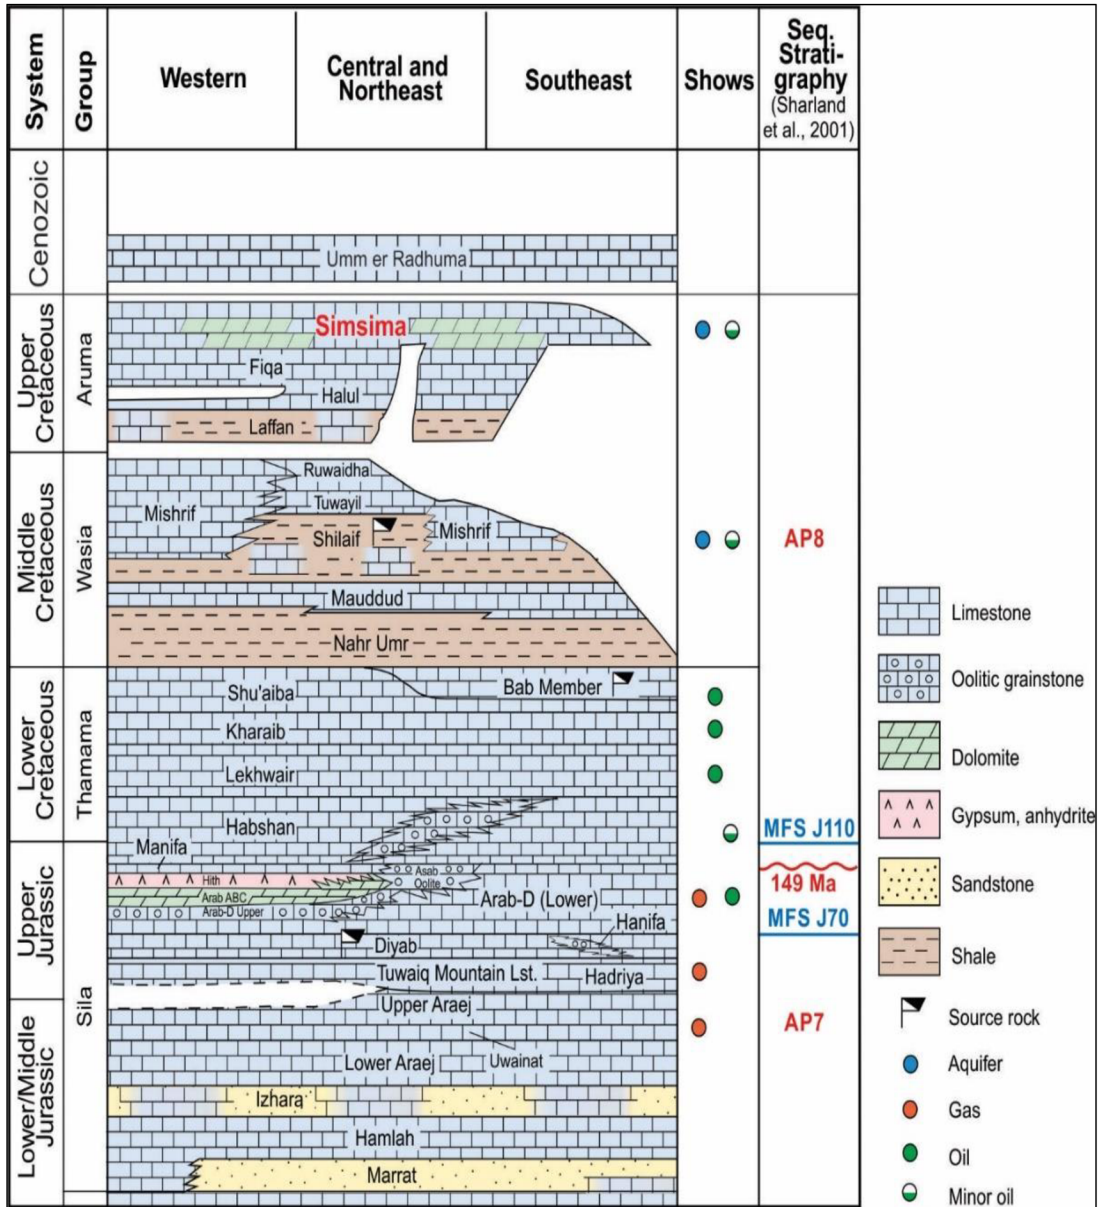 System
Group
Western
Central and
Northeast
Southeast
Shows
Seq.
Strati-
graphy
(Sharland
et al., 2001)
Cenozoic
Umm er Radhuma
Upper
Cretaceous
Aruma
Simsima
Fiqa
Halul
Laffan
Middle
Cretaceous
Wasia
Ruwaidha
Tuwayil
Mishrif
Shilaif
Mishrif
Mauddud
Nahr Umr
AP8
Lower
Cretaceous
Thamama
Shu'aiba
Bab Member
Kharaib
Lekhwair
Habshan
MFS J110
Upper
Jurassic
Manifa
Hith
Asab
Oolite
Arab ABC
Arab-D (Lower)
Arab-D Upper
149 Ma
MFS J70
Hanifa
Diyab
Tuwaiq Mountain Lst.
Hadriya
Sila
Lower/Middle
Jurassic
Upper Araej
Lower Araej
Uwainat
Izhara
Hamlah
Marrat
AP7
Limestone
Oolitic grainstone
Dolomite
Gypsum, anhydrite
Sandstone
Shale
Source rock
Aquifer
Gas
Oil
Minor oil